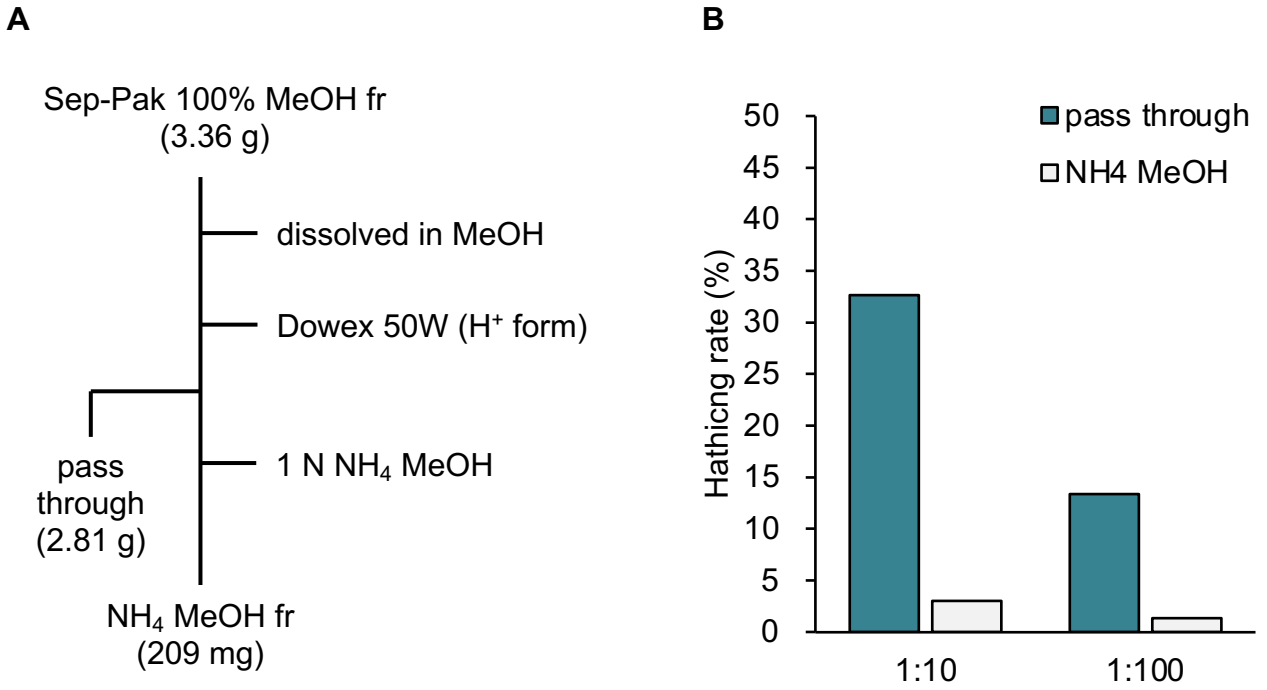 A
Sep-Pak 100% MeOH fr
(3.36 g)
dissolved in MeOH
Dowex 50W (H⁺ form)
pass
through
(2.81 g)
1 N NH₄ MeOH
NH₄ MeOH fr
(209 mg)
B
pass through
NH4 MeOH
Hathicng rate (%)
50
45
40
35
30
25
20
15
10
5
0
1:10
1:100